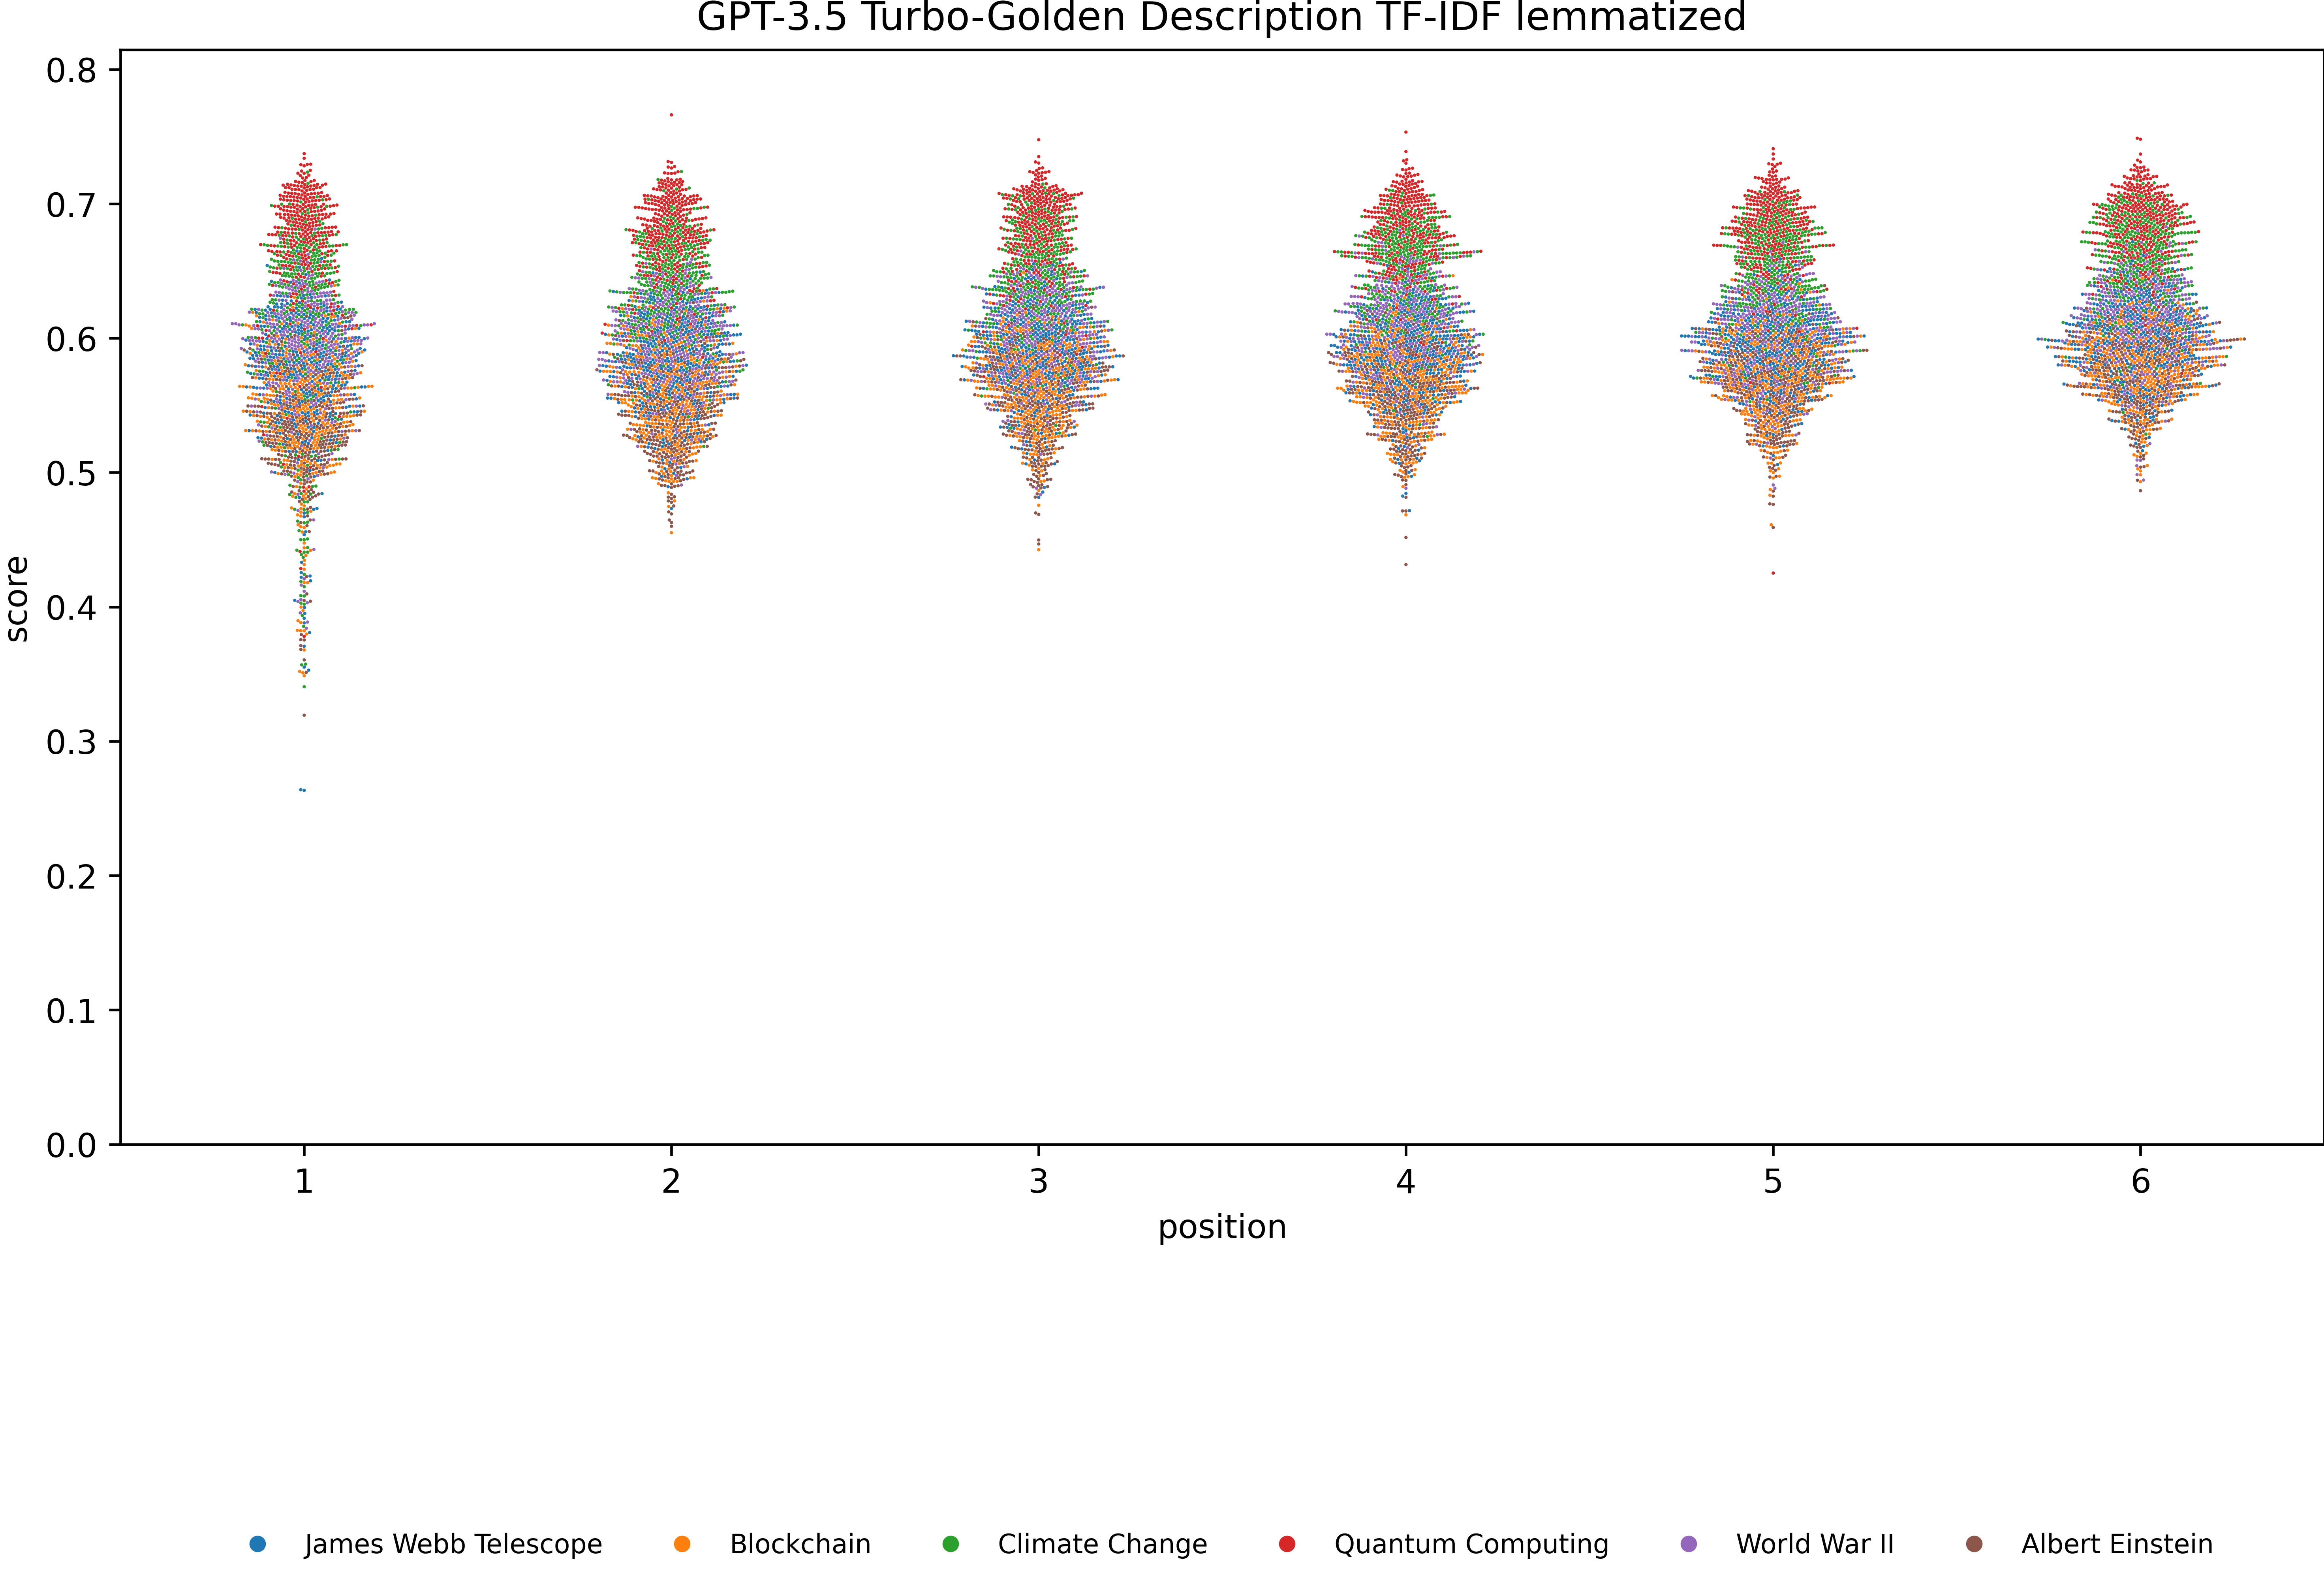 GPT-3.5 Turbo-Golden Description TF-IDF lemmatized
0.8
0.7
0.6
0.5
0.4
0.3
0.2
0.1
0.0
score
1 2 3 4 5 6
position
James Webb Telescope Blockchain Climate Change Quantum Computing World War II Albert Einstein